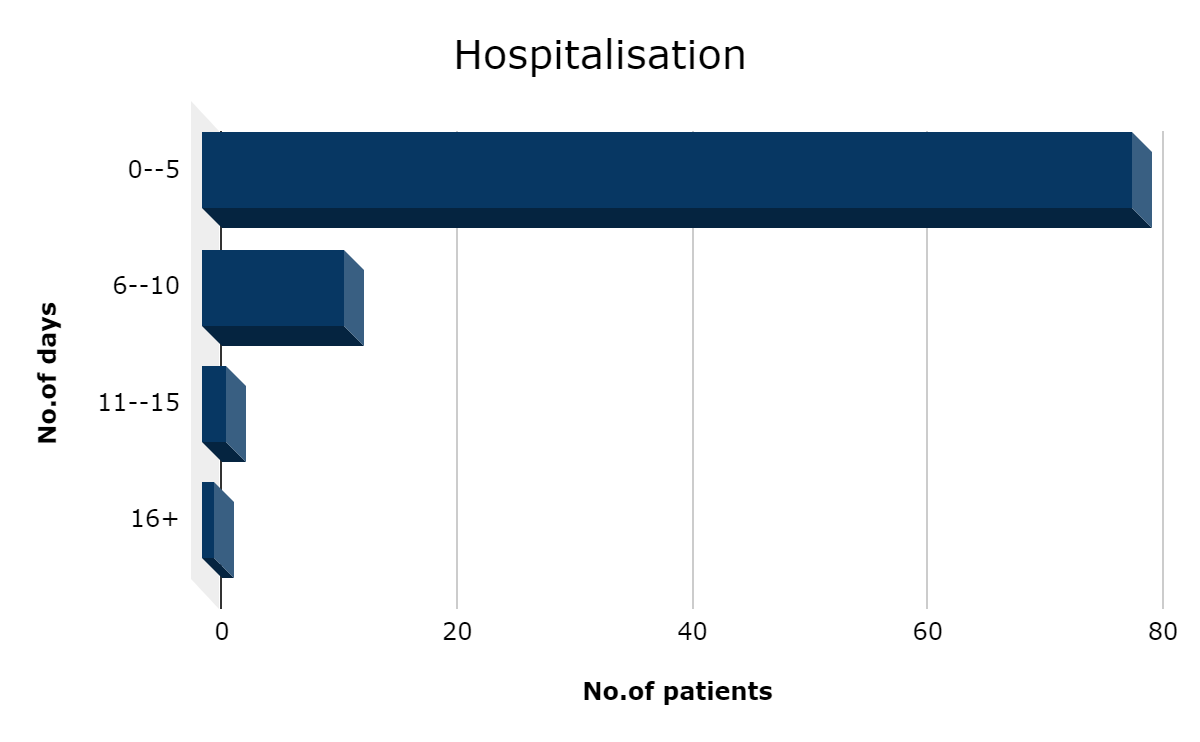 Hospitalisation
0--5
6--10
11--15
16+
No.of days
0 20 40 60 80
No.of patients